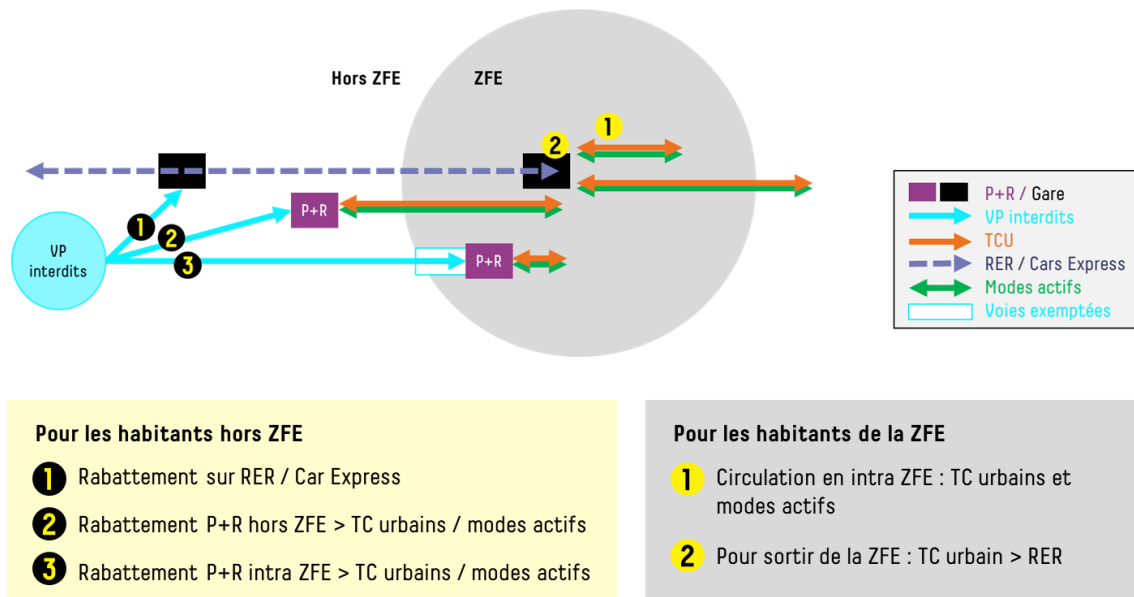 Hors ZFE
ZFE
1
2
P+R
1
2
VP
interdits
3
P+R
P+R / Gare
VP interdits
TCU
RER / Cars Express
Modes actifs
Voies exemptées
Pour les habitants hors ZFE
1 Rabattement sur RER / Car Express
2 Rabattement P+R hors ZFE > TC urbains / modes actifs
3 Rabattement P+R intra ZFE > TC urbains / modes actifs
Pour les habitants de la ZFE
1 Circulation en intra ZFE : TC urbains et
modes actifs
2 Pour sortir de la ZFE : TC urbain > RER